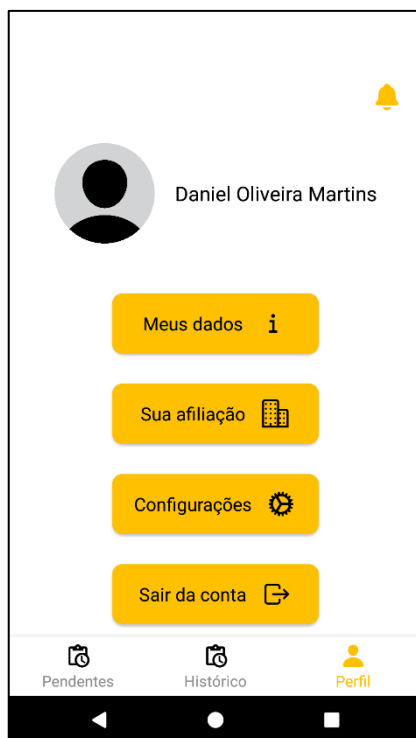 Daniel Oliveira Martins
Meus dados
Sua afiliação
Configurações
Sair da conta
Pendentes
Histórico
Perfil